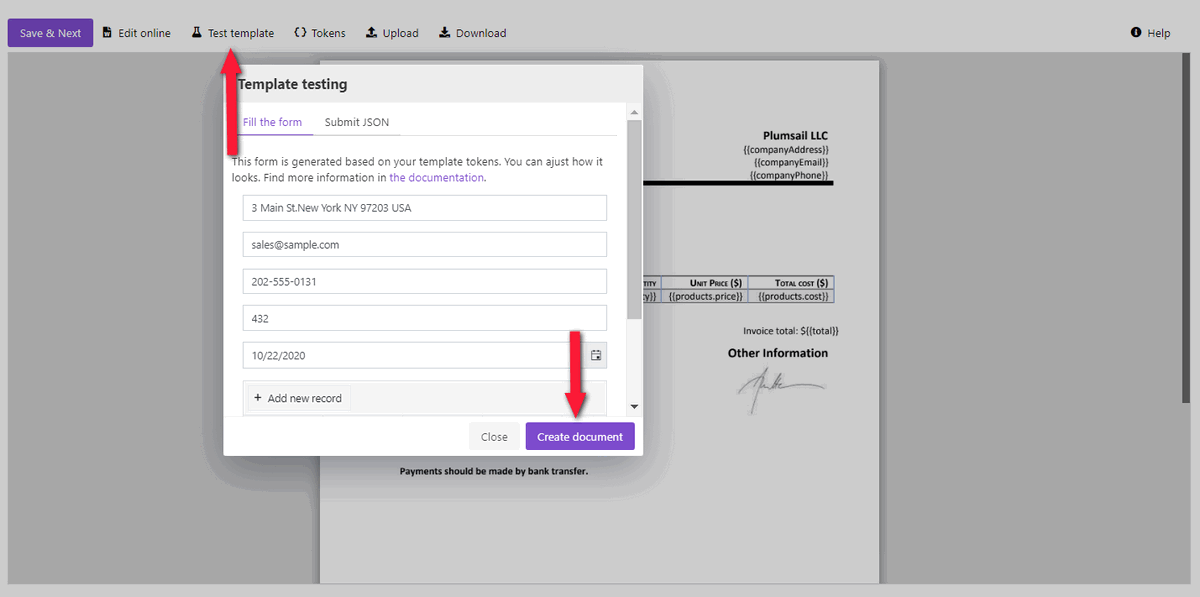 Save & Next Edit online Test template Tokens Upload Download Help
Template testing
Fill the form Submit JSON
This form is generated based on your template tokens. You can ajust how it
looks. Find more information in the documentation.
3 Main St.New York NY 97203 USA
sales@sample.com
202-555-0131
432
10/22/2020
+ Add new record
Close Create document
Plumsail LLC
{{companyAddress}}
{{companyEmail}}
{{companyPhone}}
UNIT PRICE ($) TOTAL COST ($)
{{products.price}} {{products.cost}}
Invoice total: ${{total}}
Other Information
Payments should be made by bank transfer.